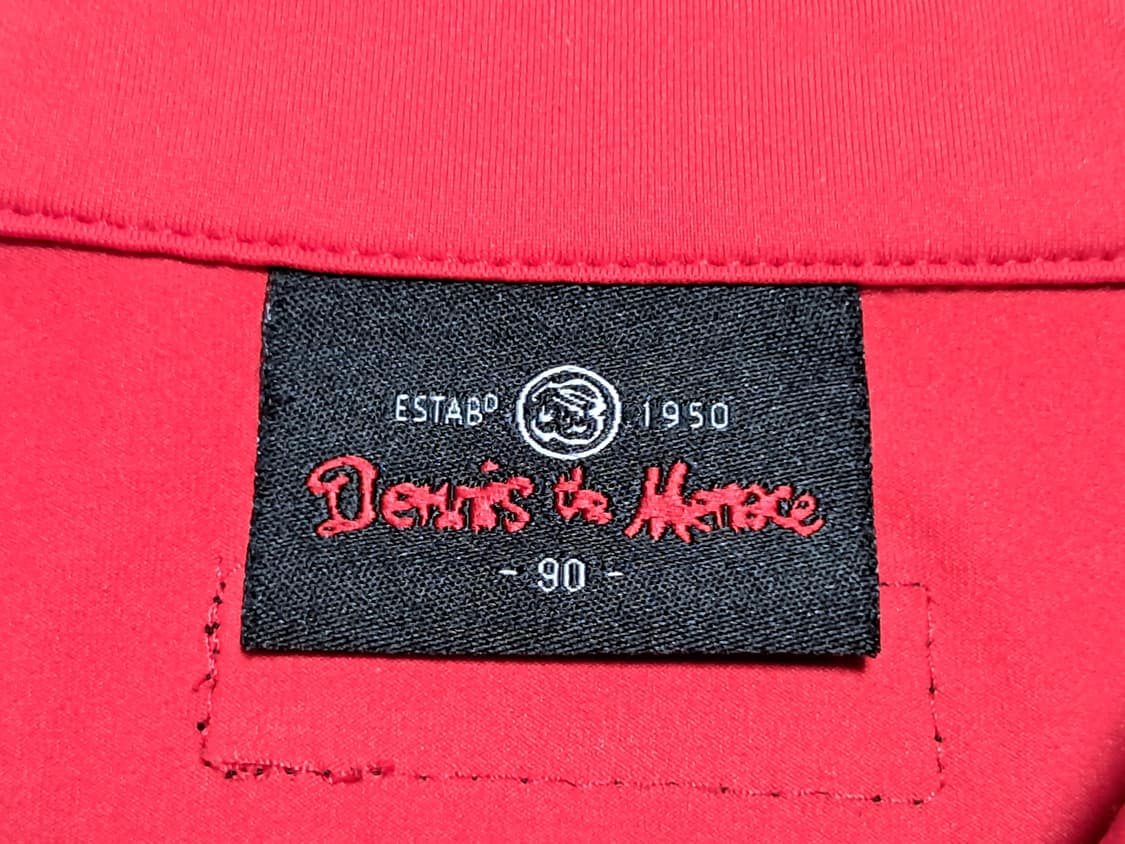 ESTABᴰ 1950
Dennis the Menace
- 90 -